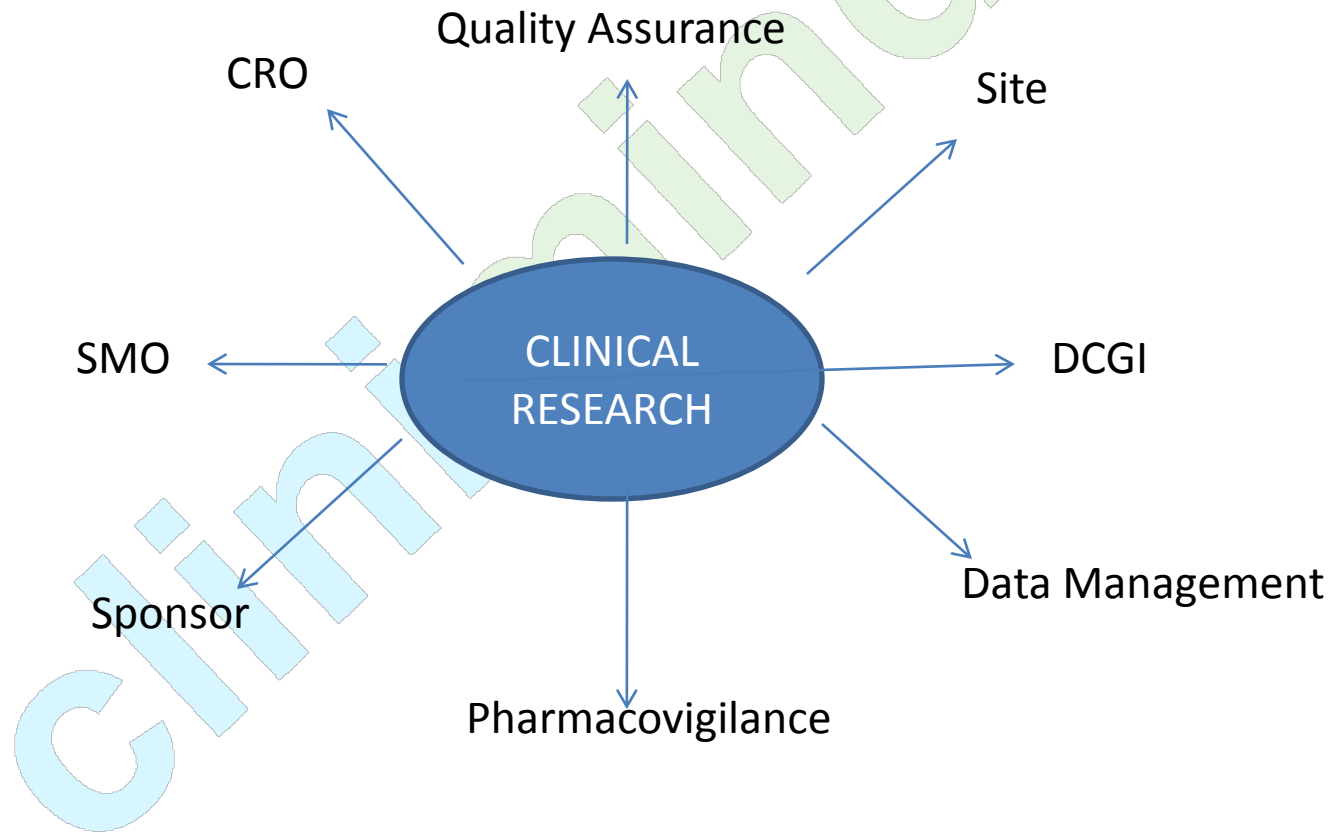 Quality Assurance
CRO
Site
CLINICAL
RESEARCH
SMO
DCGI
Sponsor
Data Management
Pharmacovigilance